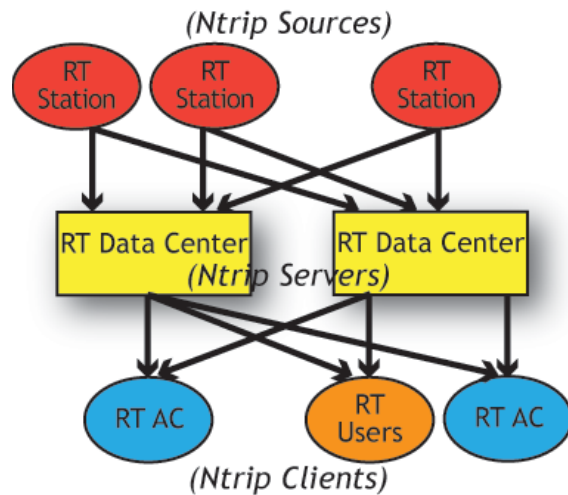 (Ntrip Sources)
RT
Station
RT
Station
RT
Station
RT Data Center
RT Data Center
(Ntrip Servers)
RT AC
RT
Users
RT AC
(Ntrip Clients)